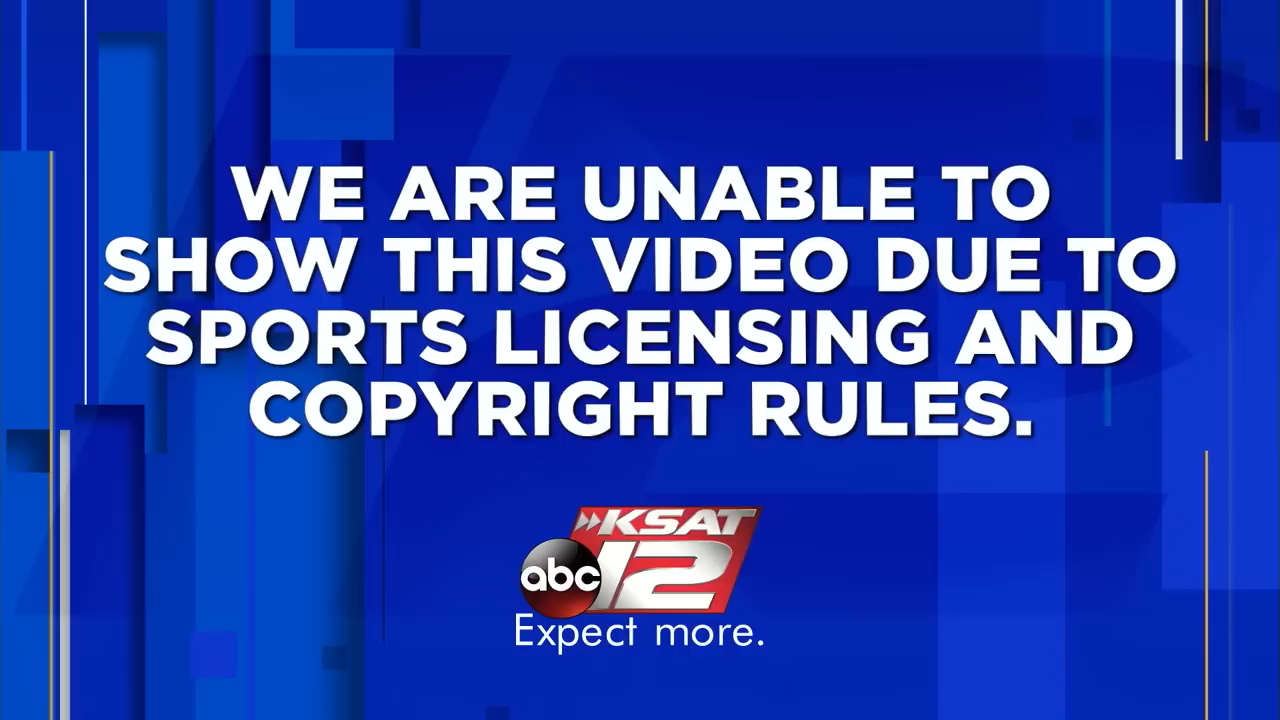 WE ARE UNABLE TO
SHOW THIS VIDEO DUE TO
SPORTS LICENSING AND
COPYRIGHT RULES.
KSAT
abc 12
Expect more.